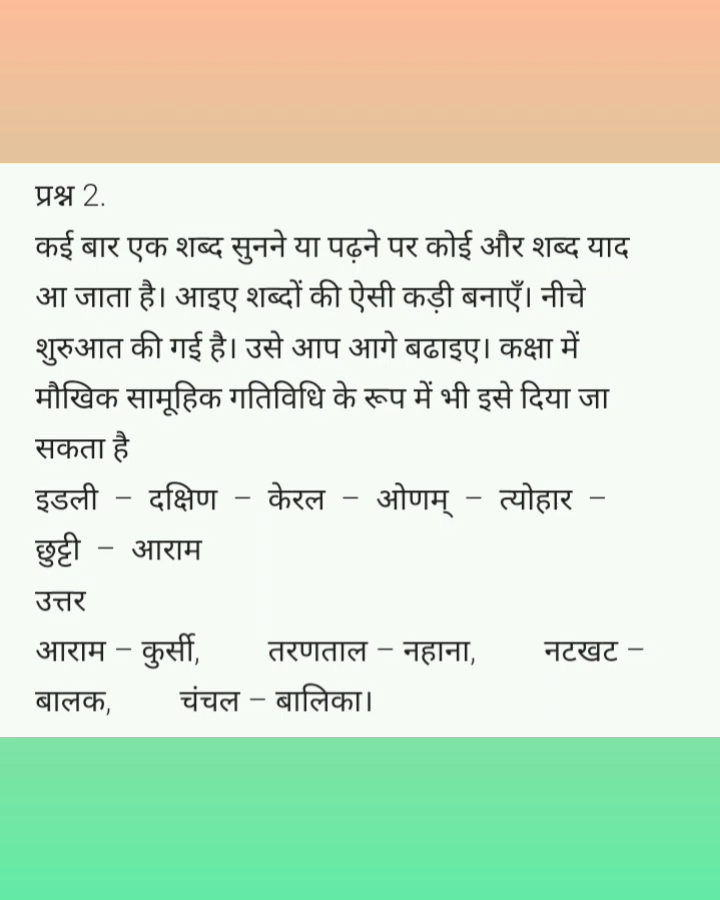 प्रश्न 2.
कई बार एक शब्द सुनने या पढ़ने पर कोई और शब्द याद
आ जाता है। आइए शब्दों की ऐसी कड़ी बनाएँ। नीचे
शुरुआत की गई है। उसे आप आगे बढाइए। कक्षा में
मौखिक सामूहिक गतिविधि के रूप में भी इसे दिया जा
सकता है
इडली – दक्षिण – केरल – ओणम् – त्योहार –
छुट्टी – आराम
उत्तर
आराम – कुर्सी, तरणताल – नहाना, नटखट –
बालक, चंचल – बालिका।